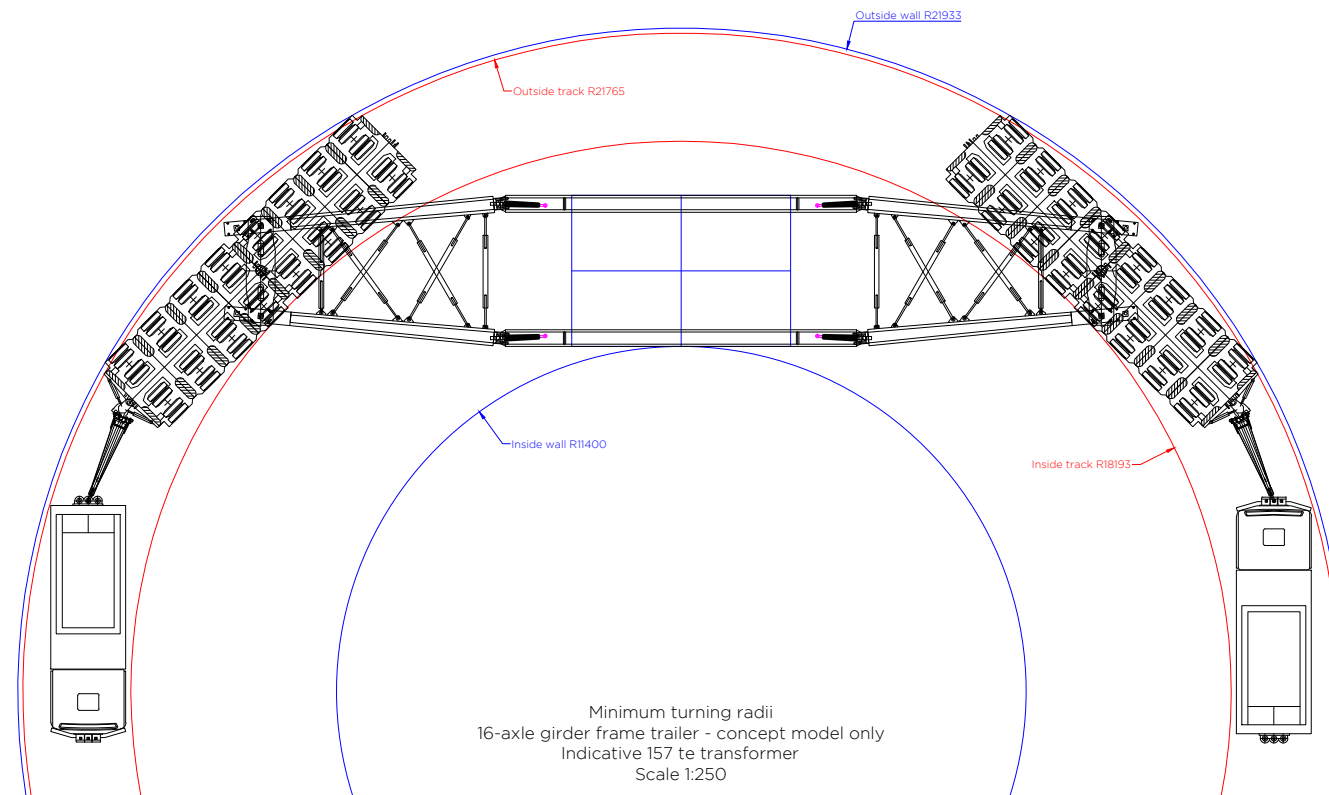 Outside wall R21933
Outside track R21765
Inside wall R11400
Inside track R18193
Minimum turning radii
16-axle girder frame trailer - concept model only
Indicative 157 te transformer
Scale 1:250